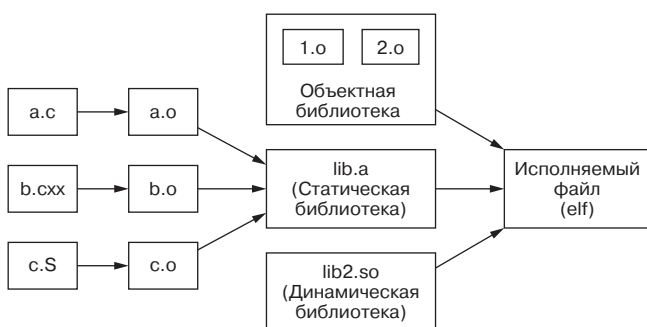 1.o
2.o
Объектная
библиотека
a.c
a.o
b.cxx
b.o
c.S
c.o
lib.a
(Статическая
библиотека)
lib2.so
(Динамическая
библиотека)
Исполняемый
файл
(elf)